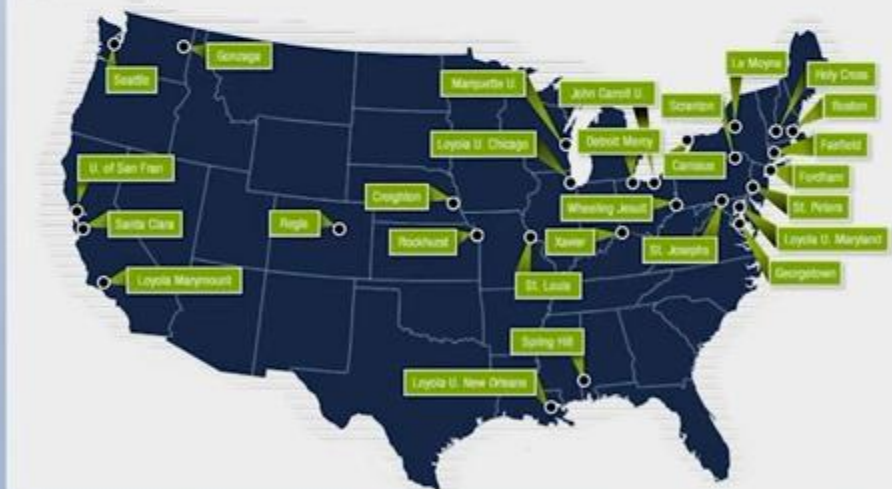 Seattle
Gonzaga
Marquette U.
John Carroll U.
Le Moyne
Holy Cross
Scranton
Boston
Loyola U. Chicago
Detroit Mercy
Canisius
Fairfield
U. of San Fran
Fordham
Creighton
Wheeling Jesuit
St. Peters
Santa Clara
Regis
Rockhurst
Xavier
St. Josephs
Loyola U. Maryland
Georgetown
Loyola Marymount
St. Louis
Spring Hill
Loyola U. New Orleans